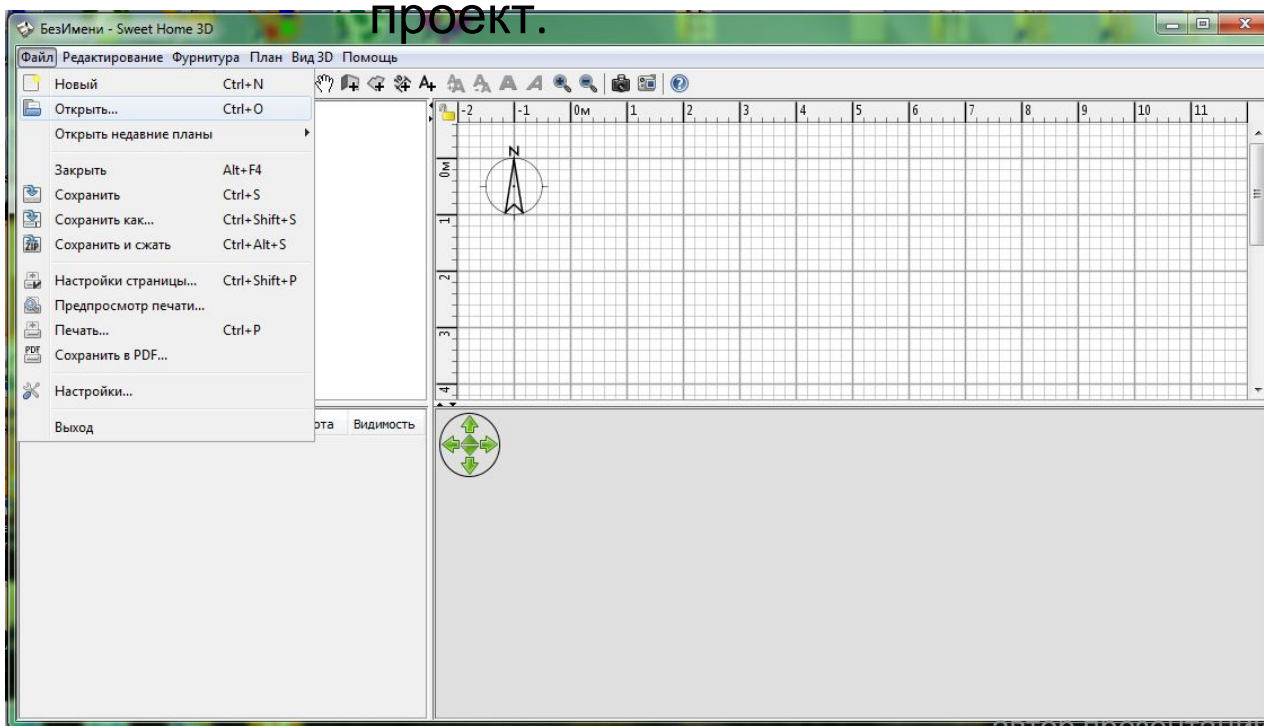 проект.
БезИмени - Sweet Home 3D
Файл Редактирование Фурнитура План Вид 3D Помощь
Новый Ctrl+N
Открыть... Ctrl+O
Открыть недавние планы
Закрыть Alt+F4
Сохранить Ctrl+S
Сохранить как... Ctrl+Shift+S
ZIP Сохранить и сжать Ctrl+Alt+S
Настройки страницы... Ctrl+Shift+P
Предпросмотр печати...
Печать... Ctrl+P
PDF Сохранить в PDF...
Настройки...
Выход
-2 -1 0м 1 2 3 4 5 6 7 8 9 10 11
N
0м
1
2
3
4
ота Видимость